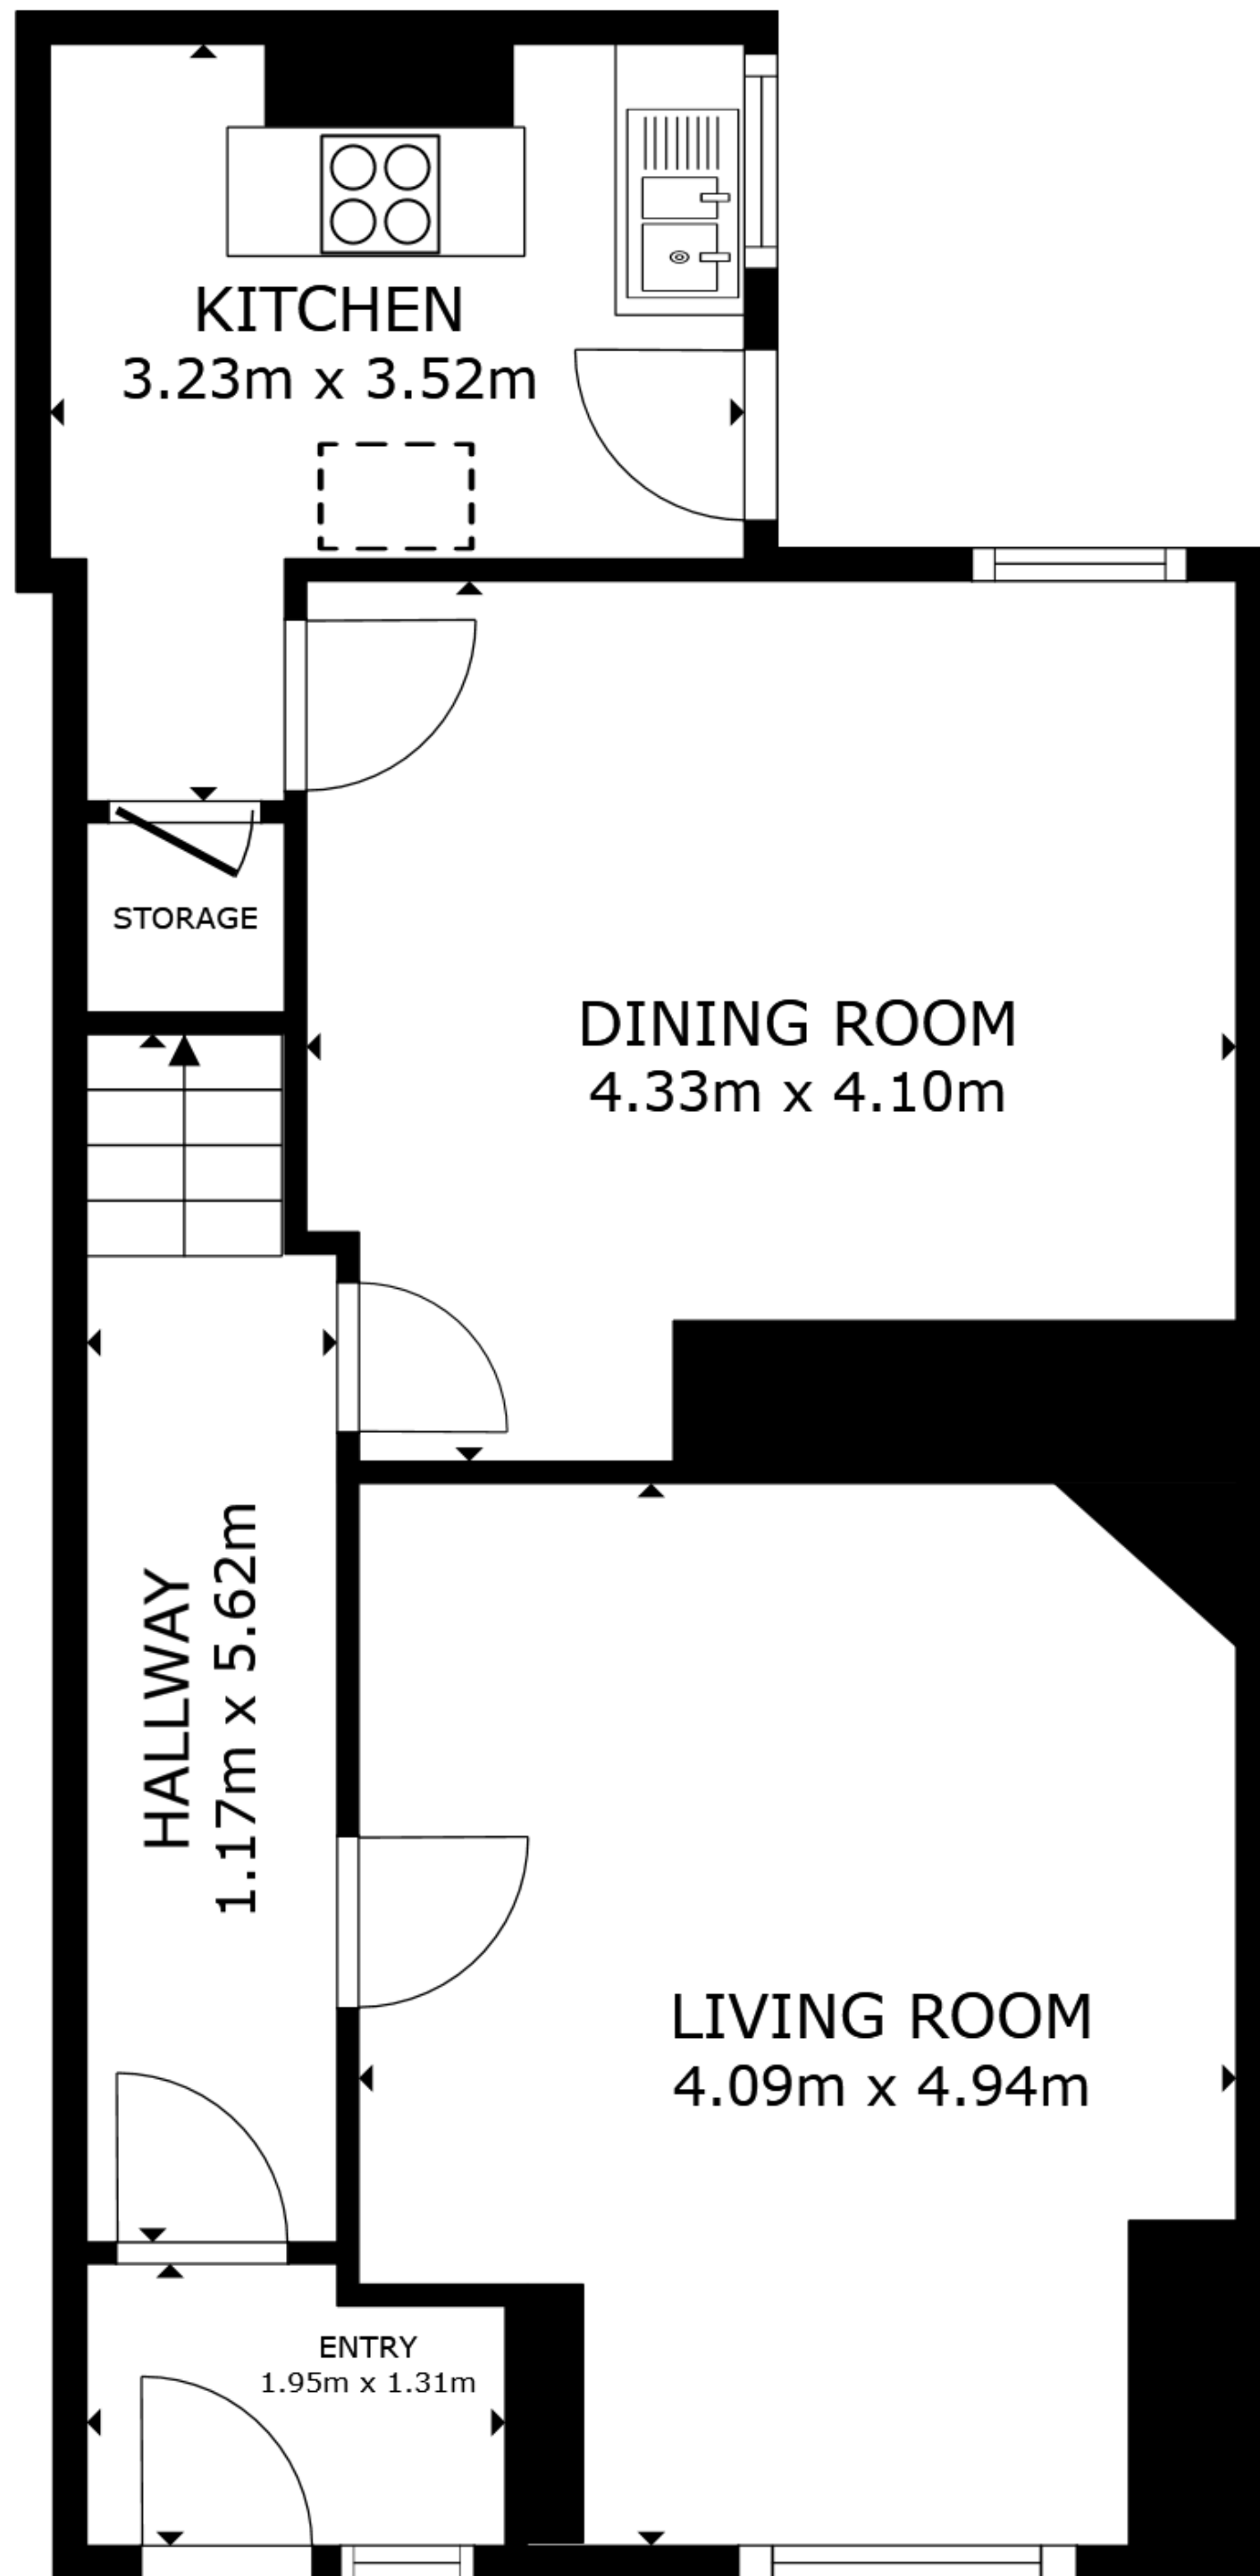 KITCHEN
3.23m x 3.52m
STORAGE
DINING ROOM
4.33m x 4.10m
HALLWAY
1.17m x 5.62m
LIVING ROOM
4.09m x 4.94m
ENTRY
1.95m x 1.31m